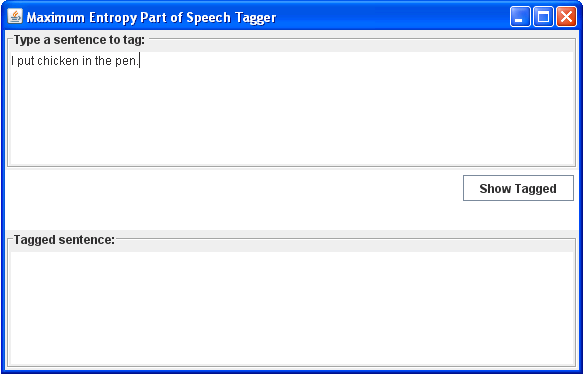 Maximum Entropy Part of Speech Tagger
Type a sentence to tag:
I put chicken in the pen.
Show Tagged
Tagged sentence: